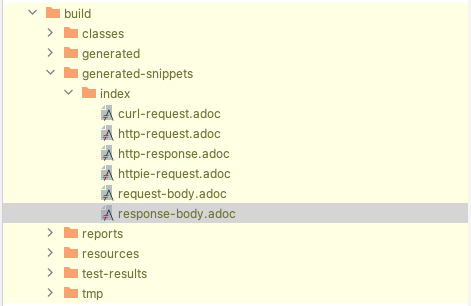 build
classes
generated
generated-snippets
index
curl-request.adoc
http-request.adoc
http-response.adoc
httpie-request.adoc
request-body.adoc
response-body.adoc
reports
resources
test-results
tmp